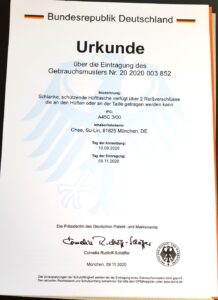 Bundesrepublik Deutschland
Urkunde
über die Eintragung des
Gebrauchsmusters Nr. 20 2020 003 852
Bezeichnung:
Schlanke, schützende Hüfttasche verfügt über 2 Reißverschlüsse
die an den Hüften oder an der Taille getragen werden kann
IPC:
A45C 3/00
Inhaber/Inhaberin:
Chee, Su-Lin, 81825 München, DE
Tag der Anmeldung:
10.09.2020
Tag der Eintragung:
09.11.2020
Die Präsidentin des Deutschen Patent- und Markenamts
Cornelia Rudloff-Schäffer
München, 09.11.2020